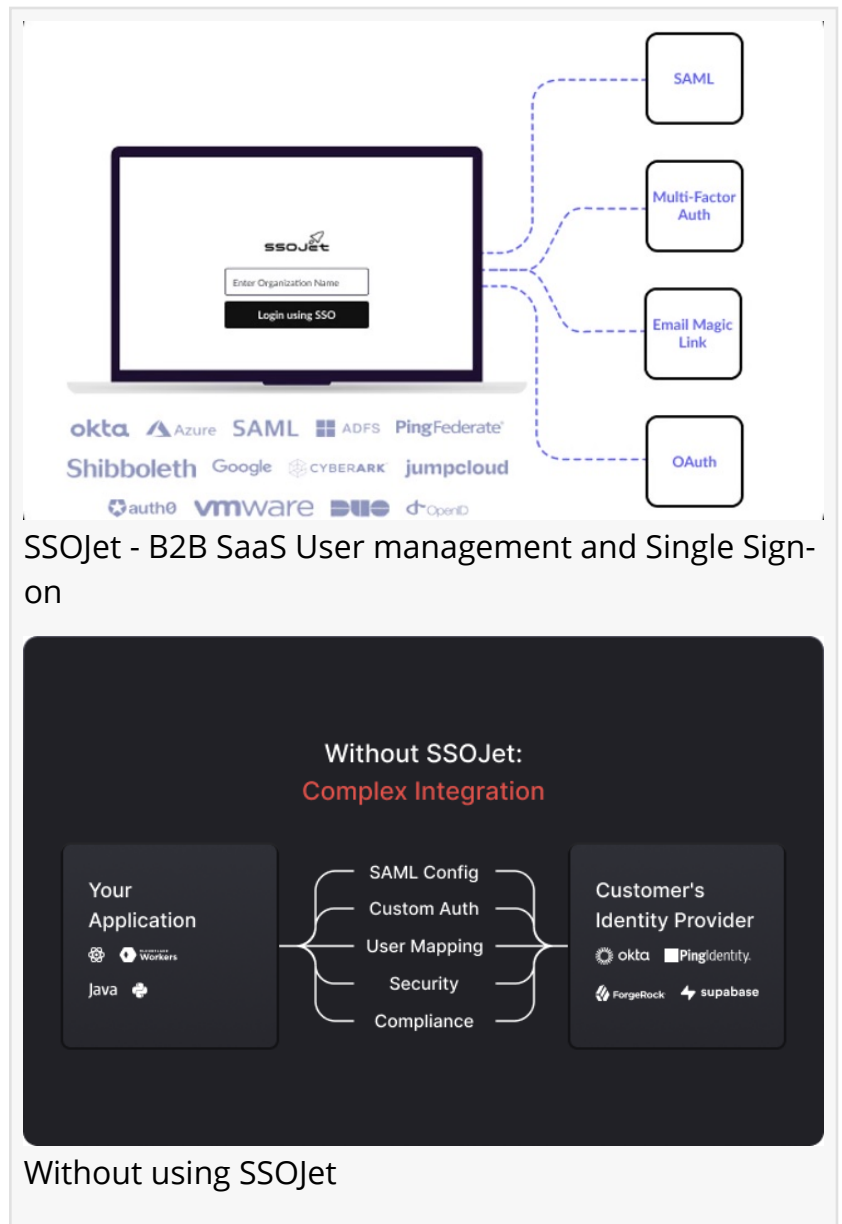 SAML
Multi-Factor
Auth
SSOJet
Enter Organization Name
Login using SSO
Email Magic
Link
OAuth
okta Azure SAML ADFS PingFederate
Shibboleth Google CYBERARK jumpcloud
auth0 vmware DUO OpenID
SSOJet - B2B SaaS User management and Single Sign-
on
Without SSOJet:
Complex Integration
Your
Application
Workers
Java
SAML Config
Custom Auth
User Mapping
Security
Compliance
Customer's
Identity Provider
okta PingIdentity.
ForgeRock supabase
Without using SSOJet